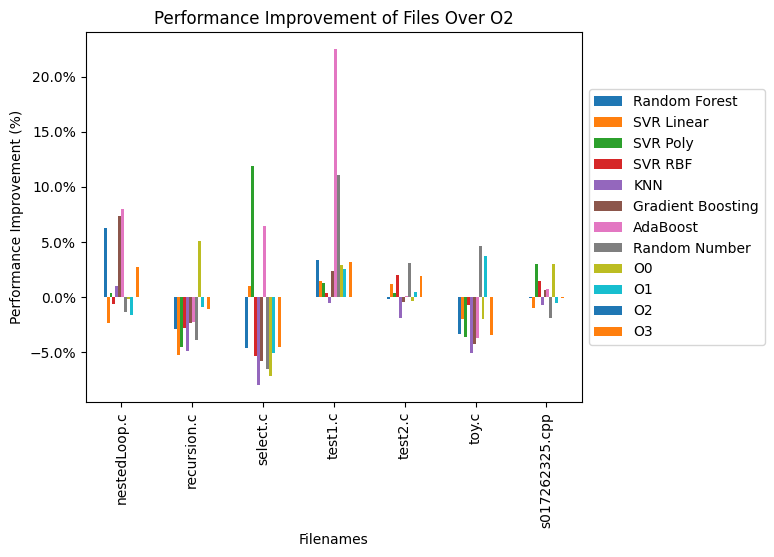 Performance Improvement of Files Over O2
Performance Improvement (%)
20.0%
15.0%
10.0%
5.0%
0.0%
−5.0%
nestedLoop.c
recursion.c
select.c
test1.c
test2.c
toy.c
s017262325.cpp
Filenames
Random Forest
SVR Linear
SVR Poly
SVR RBF
KNN
Gradient Boosting
AdaBoost
Random Number
O0
O1
O2
O3